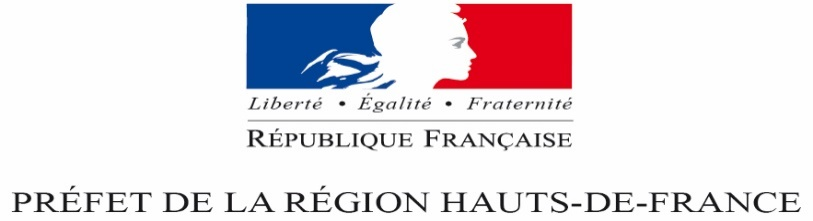 Liberté • Égalité • Fraternité
RÉPUBLIQUE FRANÇAISE
PRÉFET DE LA RÉGION HAUTS-DE-FRANCE